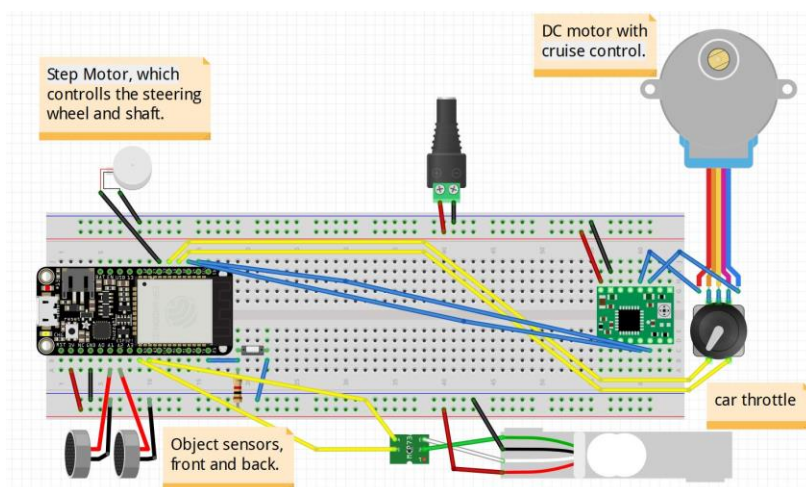 DC motor with
cruise control.
Step Motor, which
controlls the steering
wheel and shaft.
car throttle
Object sensors,
front and back.
MCP73